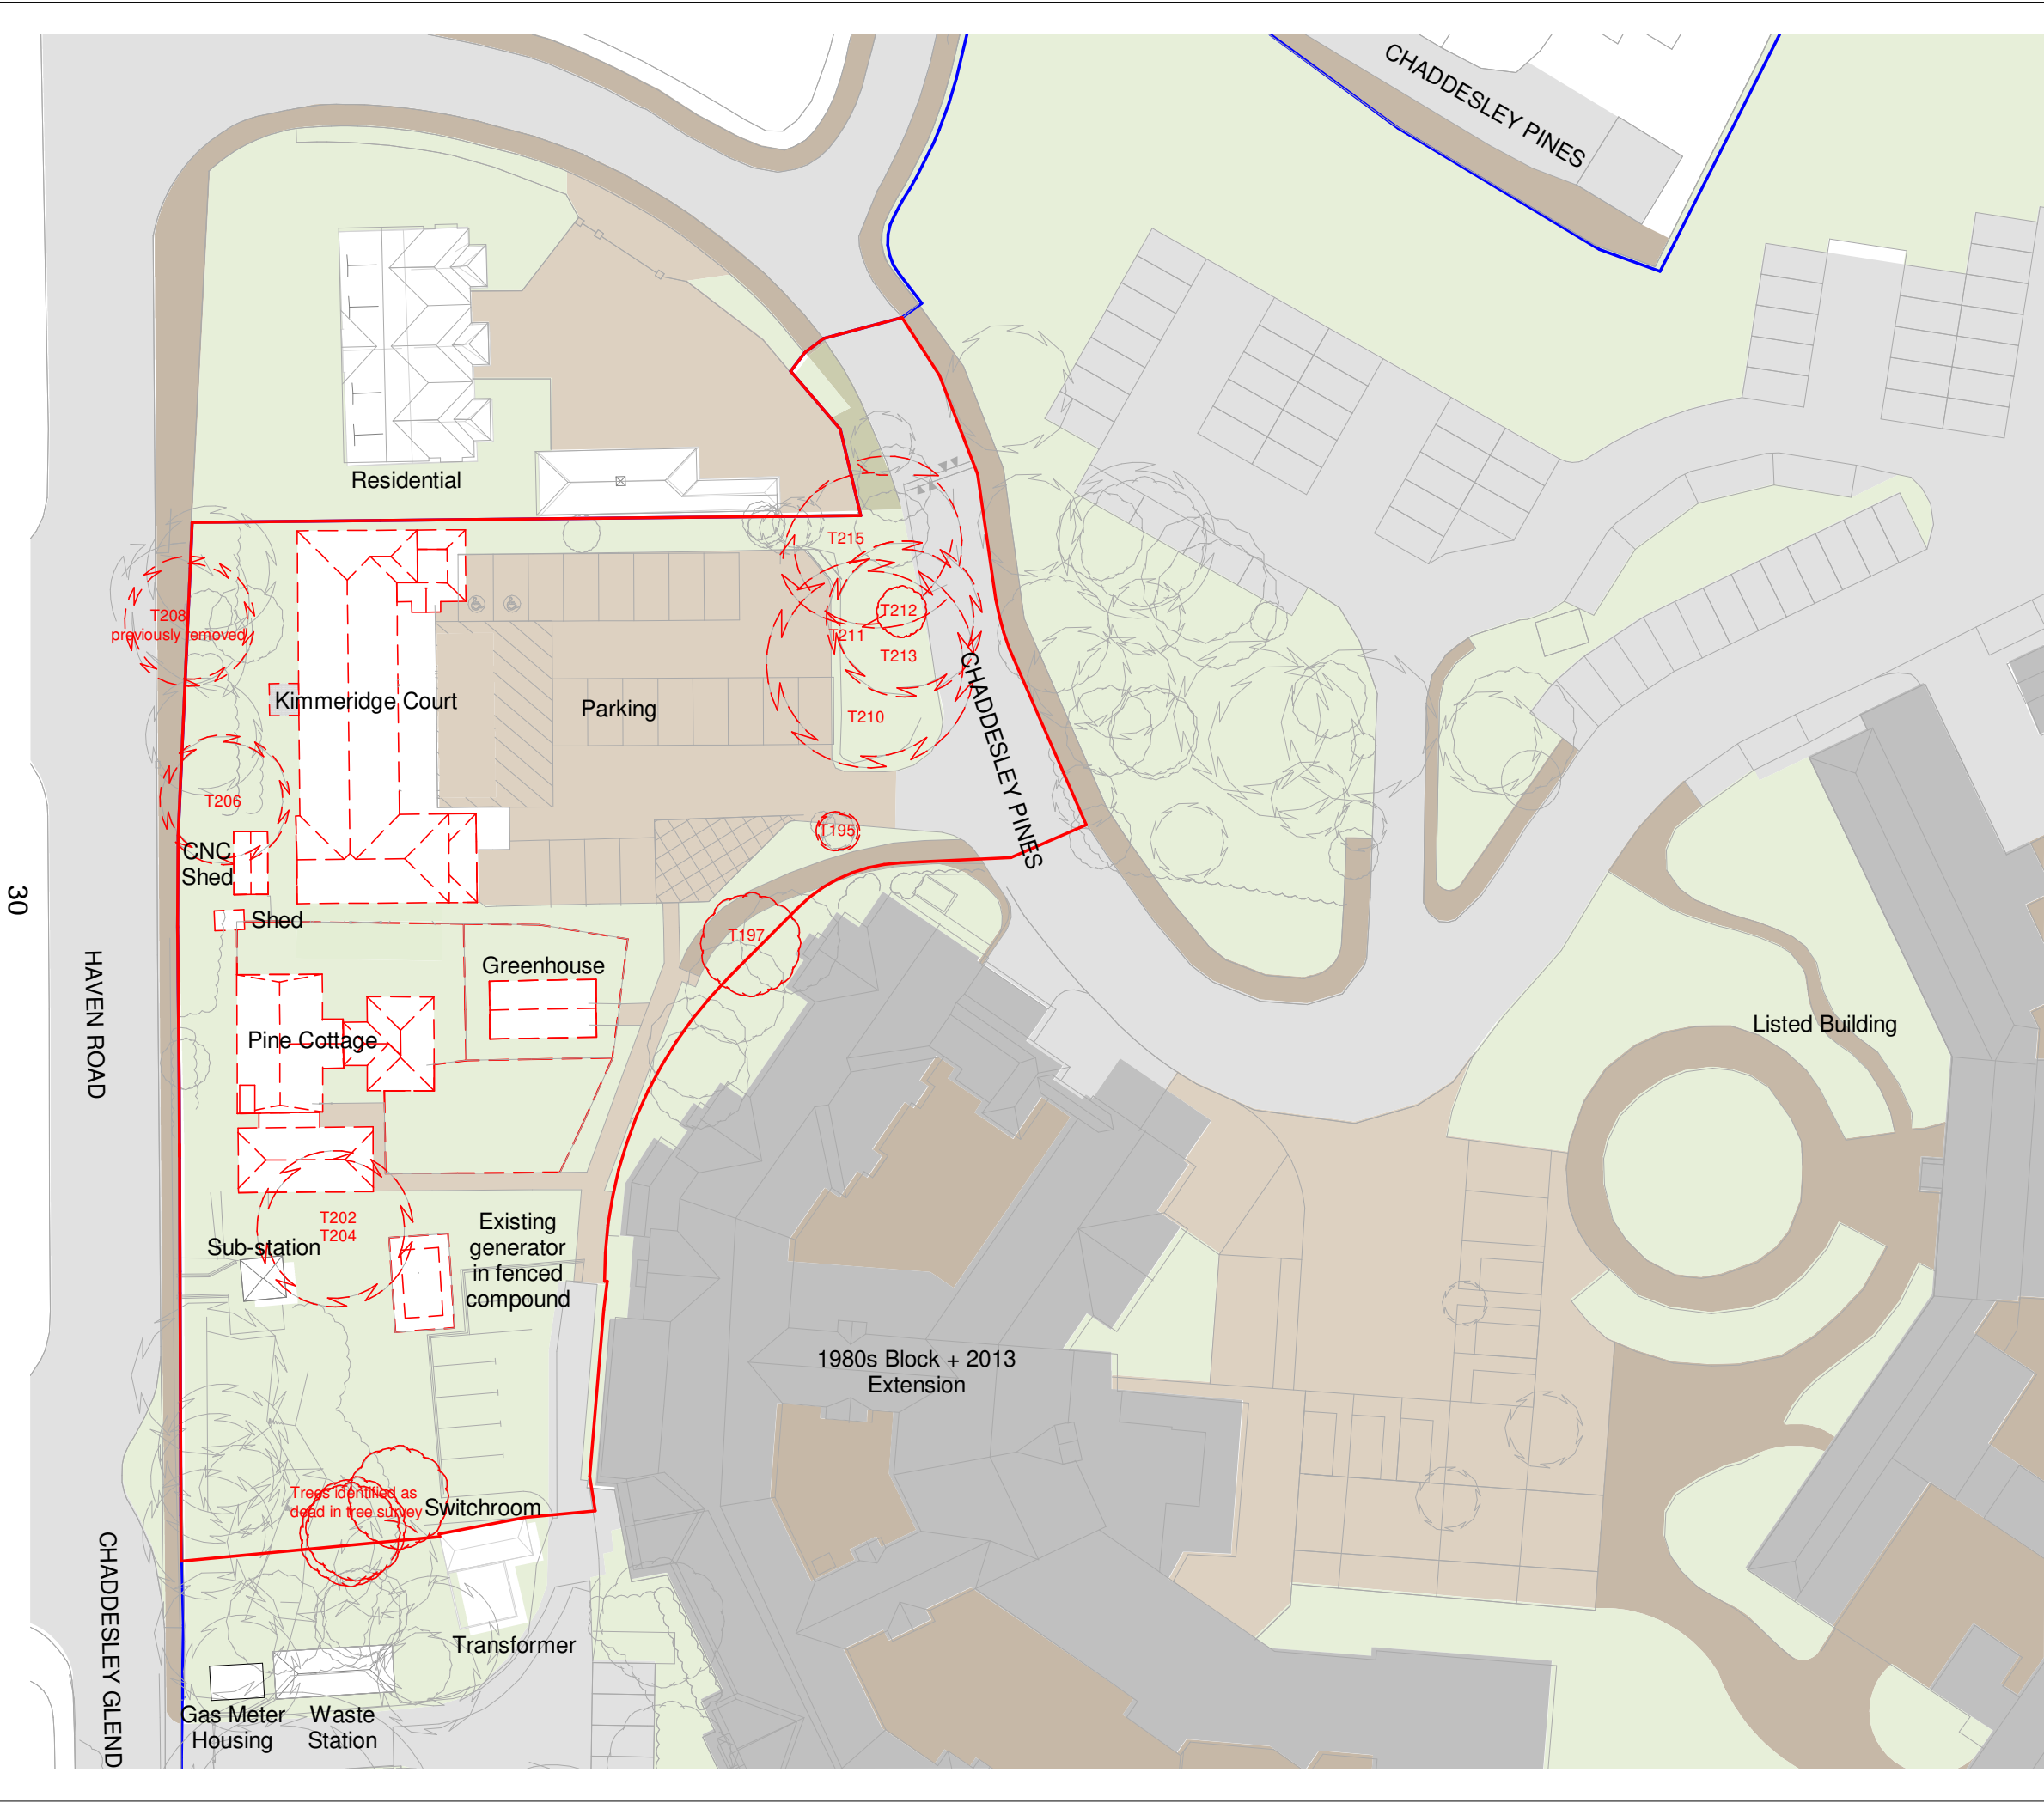 CHADDESLEY PINES
Residential
T215
T208
previously removed
T212
T211
T213
Kimmeridge Court
Parking
T210
CHADDESLEY PINES
T206
T195
CNC
Shed
Shed
30
T197
HAVEN ROAD
Greenhouse
Pine Cottage
Listed Building
T202
T204
Sub-station
Existing
generator
in fenced
compound
1980s Block + 2013
Extension
Trees identified as
dead in tree survey
Switchroom
CHADDESLEY GLEND
Transformer
Gas Meter
Housing
Waste
Station